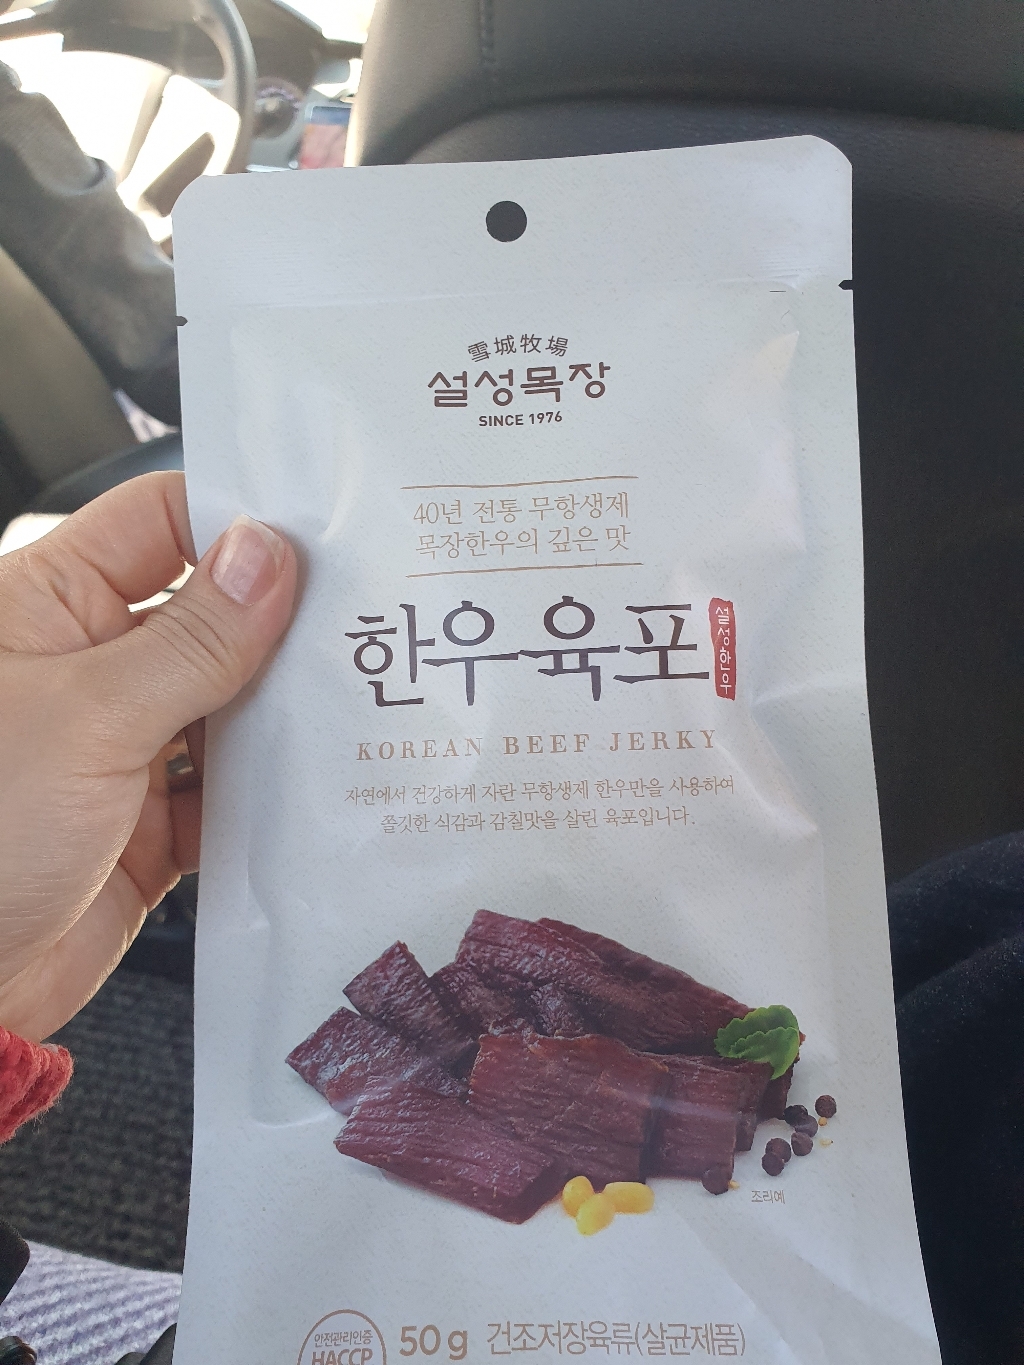 雪城牧場
설성목장
SINCE 1976
40년 전통 무항생제
목장한우의 깊은 맛
한우육포
설성한우
KOREAN BEEF JERKY
자연에서 건강하게 자란 무항생제 한우만을 사용하여
쫄깃한 식감과 감칠맛을 살린 육포입니다.
조리예
안전관리인증
HACCP
50g 건조저장육류(살균제품)